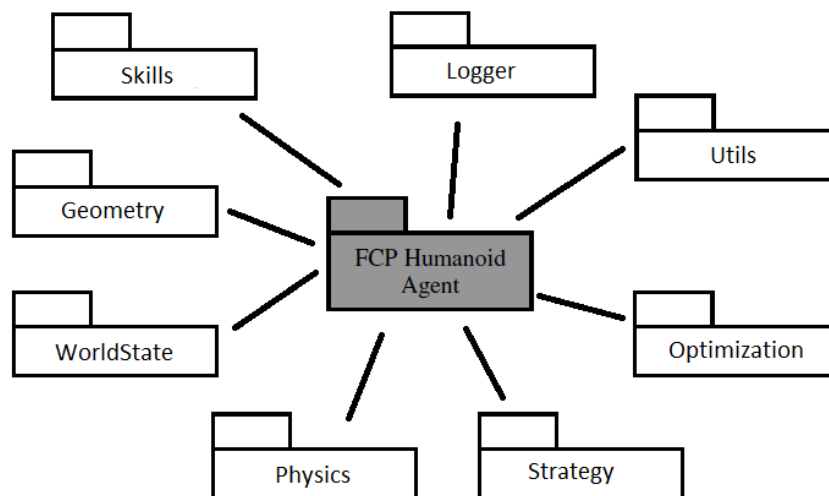 Skills
Logger
Utils
Geometry
FCP Humanoid
Agent
WorldState
Optimization
Physics
Strategy